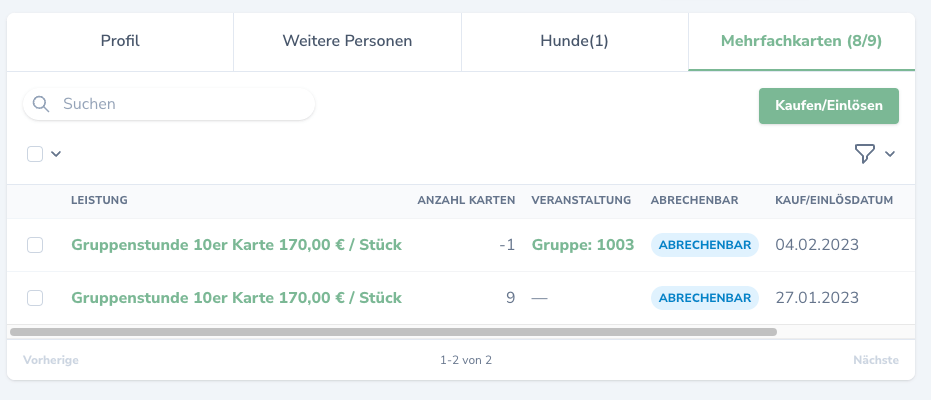 Profil
Weitere Personen
Hunde(1)
Mehrfachkarten (8/9)
Suchen
Kaufen/Einlösen
LEISTUNG ANZAHL KARTEN VERANSTALTUNG ABRECHENBAR KAUF/EINLÖSDATUM
Gruppenstunde 10er Karte 170,00 € / Stück -1 Gruppe: 1003 ABRECHENBAR 04.02.2023
Gruppenstunde 10er Karte 170,00 € / Stück 9 — ABRECHENBAR 27.01.2023
Vorherige 1-2 von 2 Nächste